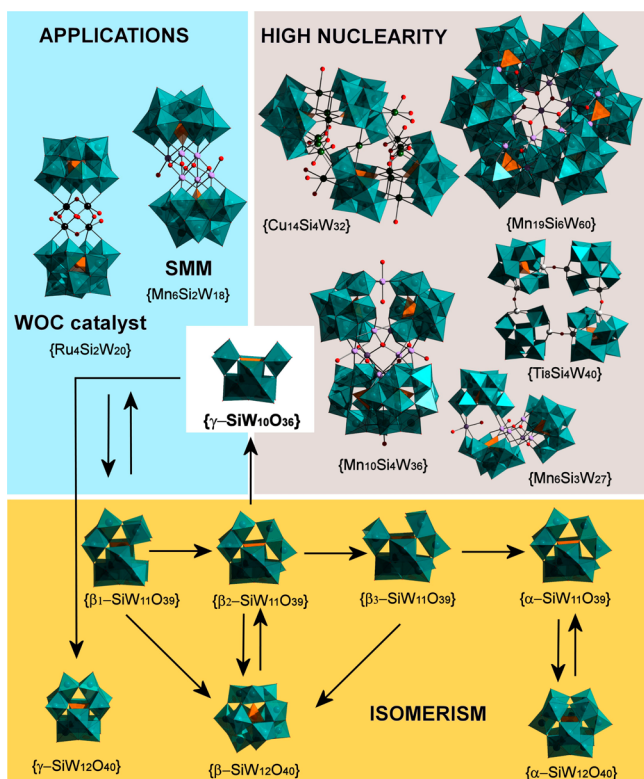 APPLICATIONS
HIGH NUCLEARITY
{Cu14Si4W32}
{Mn19Si6W60}
SMM
{Mn6Si2W18}
WOC catalyst
{Ru4Si2W20}
{γ–SiW10O36}
{Ti8Si4W40}
{Mn10Si4W36}
{Mn6Si3W27}
{β1–SiW11O39}
{β2–SiW11O39}
{β3–SiW11O39}
{α–SiW11O39}
ISOMERISM
{γ–SiW12O40}
{β–SiW12O40}
{α–SiW12O40}